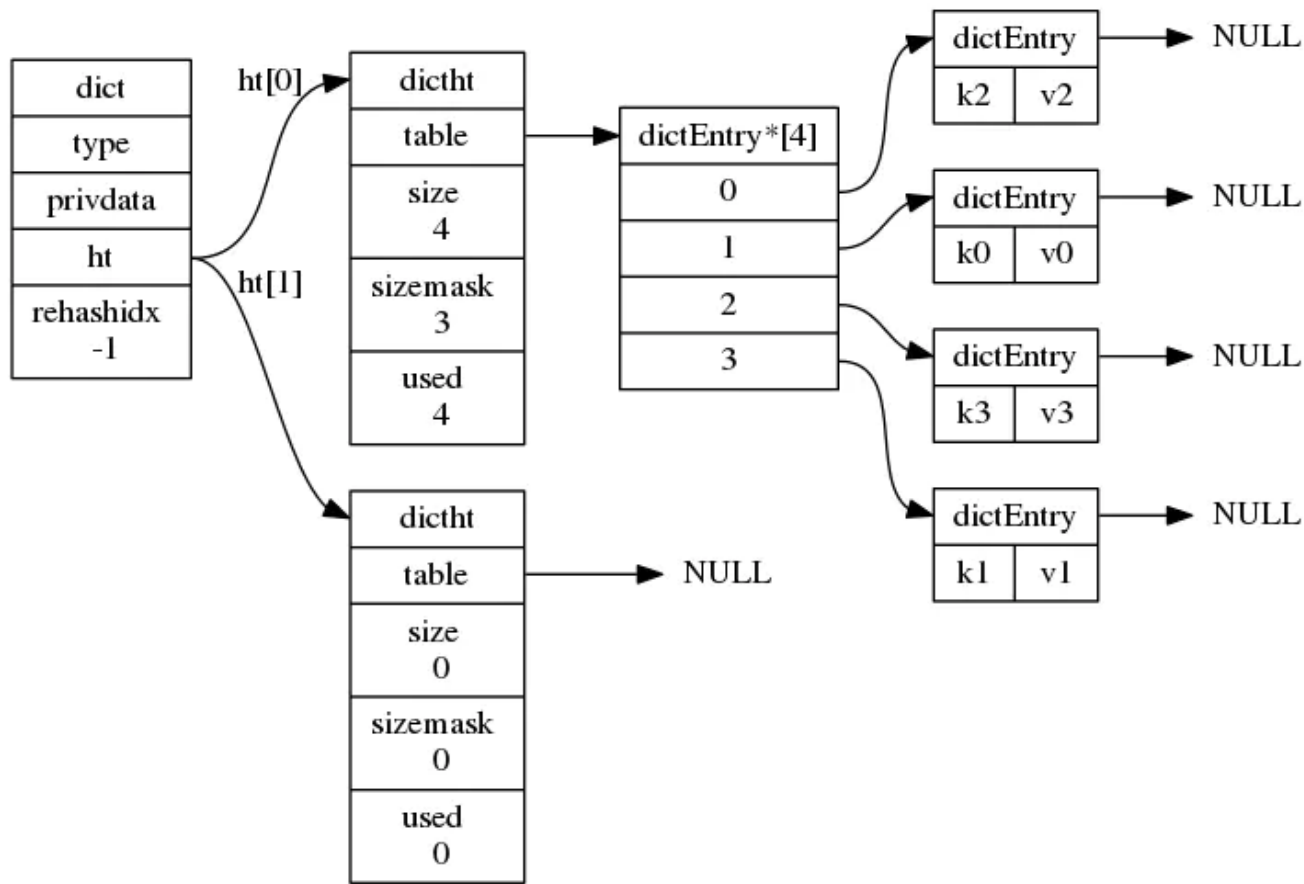 dict
type
privdata
ht
rehashidx
-1
ht[0]
ht[1]
dictht
table
size
4
sizemask
3
used
4
dictht
table
NULL
size
0
sizemask
0
used
0
dictEntry*[4]
0
1
2
3
dictEntry NULL
k2 v2
dictEntry NULL
k0 v0
dictEntry NULL
k3 v3
dictEntry NULL
k1 v1